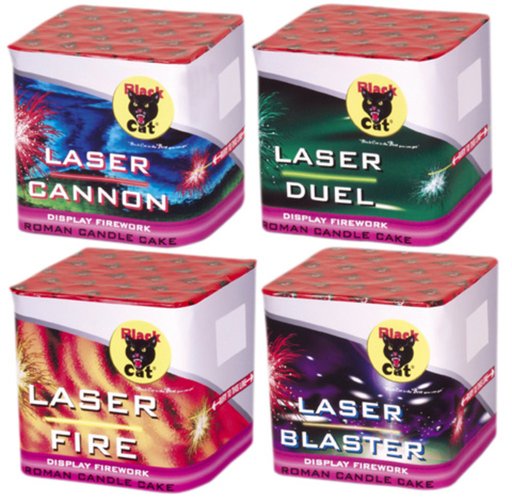 Black
Cat
LASER
CANNON
DISPLAY FIREWORK
ROMAN CANDLE CAKE
Black
Cat
LASER
DUEL
DISPLAY FIREWORK
ROMAN CANDLE CAKE
Black
Cat
LASER
FIRE
DISPLAY FIREWORK
ROMAN CANDLE CAKE
Black
Cat
LASER
BLASTER
DISPLAY FIREWORK
ROMAN CANDLE CAKE